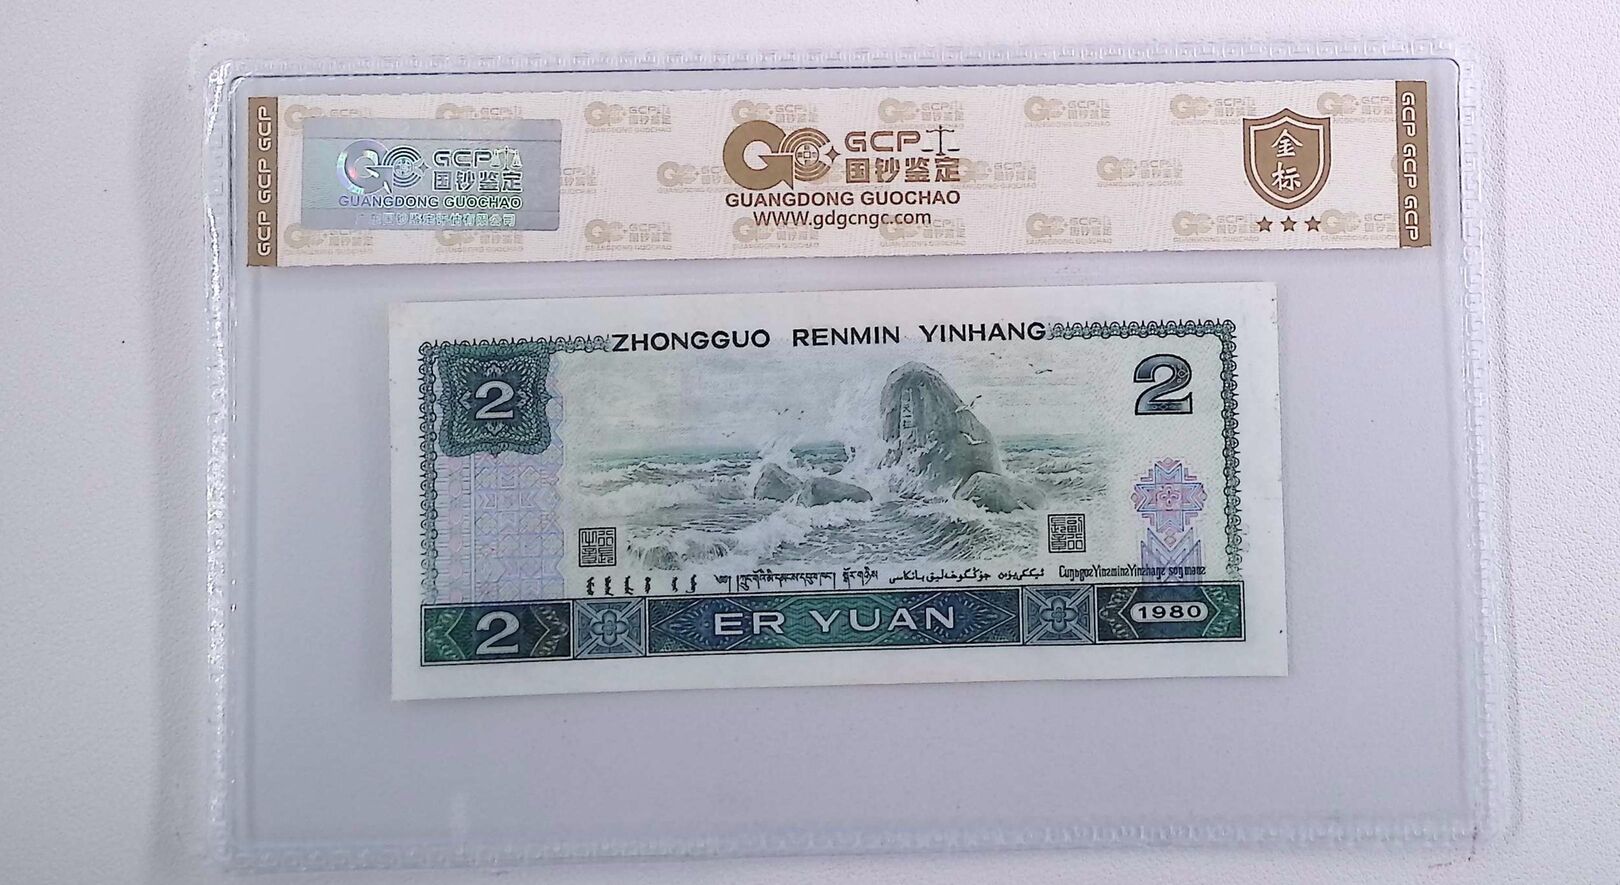 GCP GCP GCP
GCP
国钞鉴定
GUANGDONG GUOCHAO
GCP
国钞鉴定
GUANGDONG GUOCHAO
WWW.gdgcngc.com
金标
GCP GCP GCP
ZHONGGUO RENMIN YINHANG
2
2
2
ER YUAN
1980